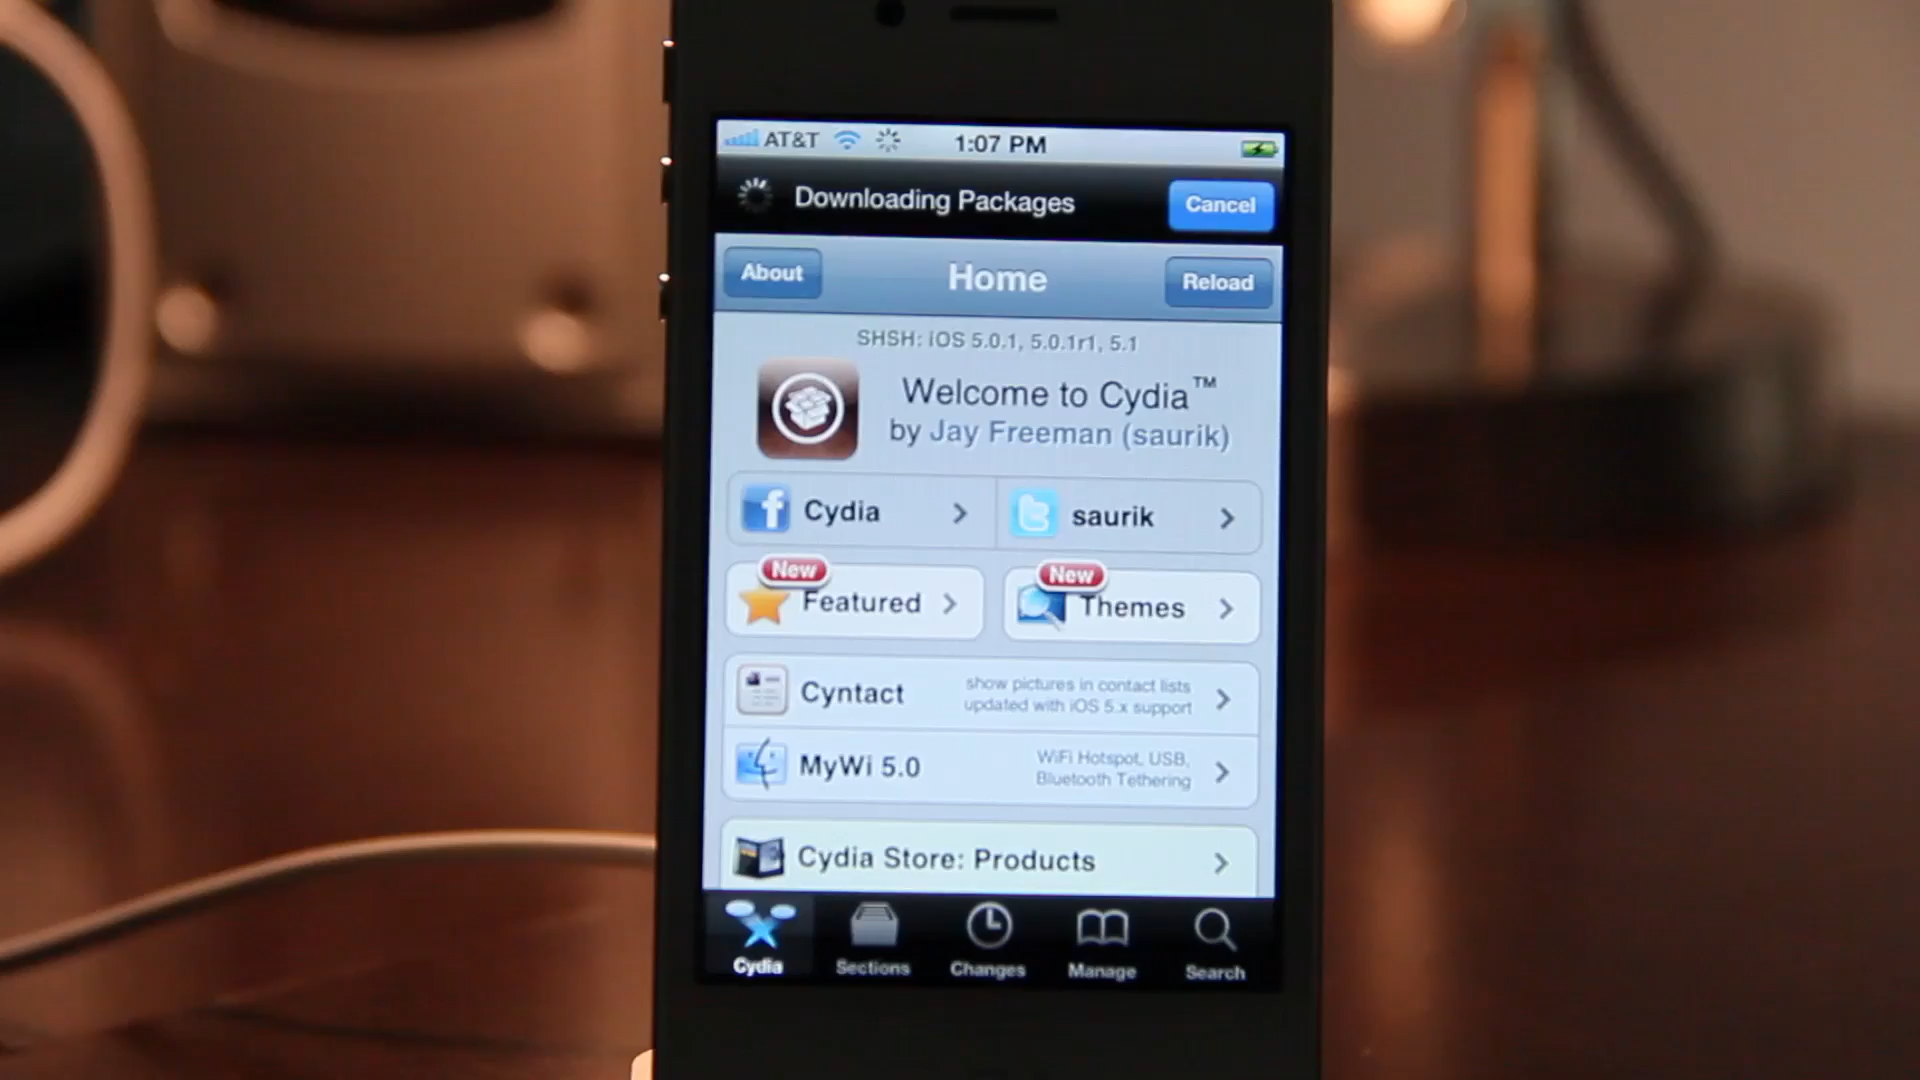 AT&T 1:07 PM
Downloading Packages Cancel
About Home Reload
SHSH: iOS 5.0.1, 5.0.1r1, 5.1
Welcome to Cydia™
by Jay Freeman (saurik)
Cydia saurik
New New
Featured Themes
Cyntact show pictures in contact lists
updated with iOS 5.x support
MyWi 5.0 WiFi Hotspot, USB,
Bluetooth Tethering
Cydia Store: Products
Cydia Sections Changes Manage Search